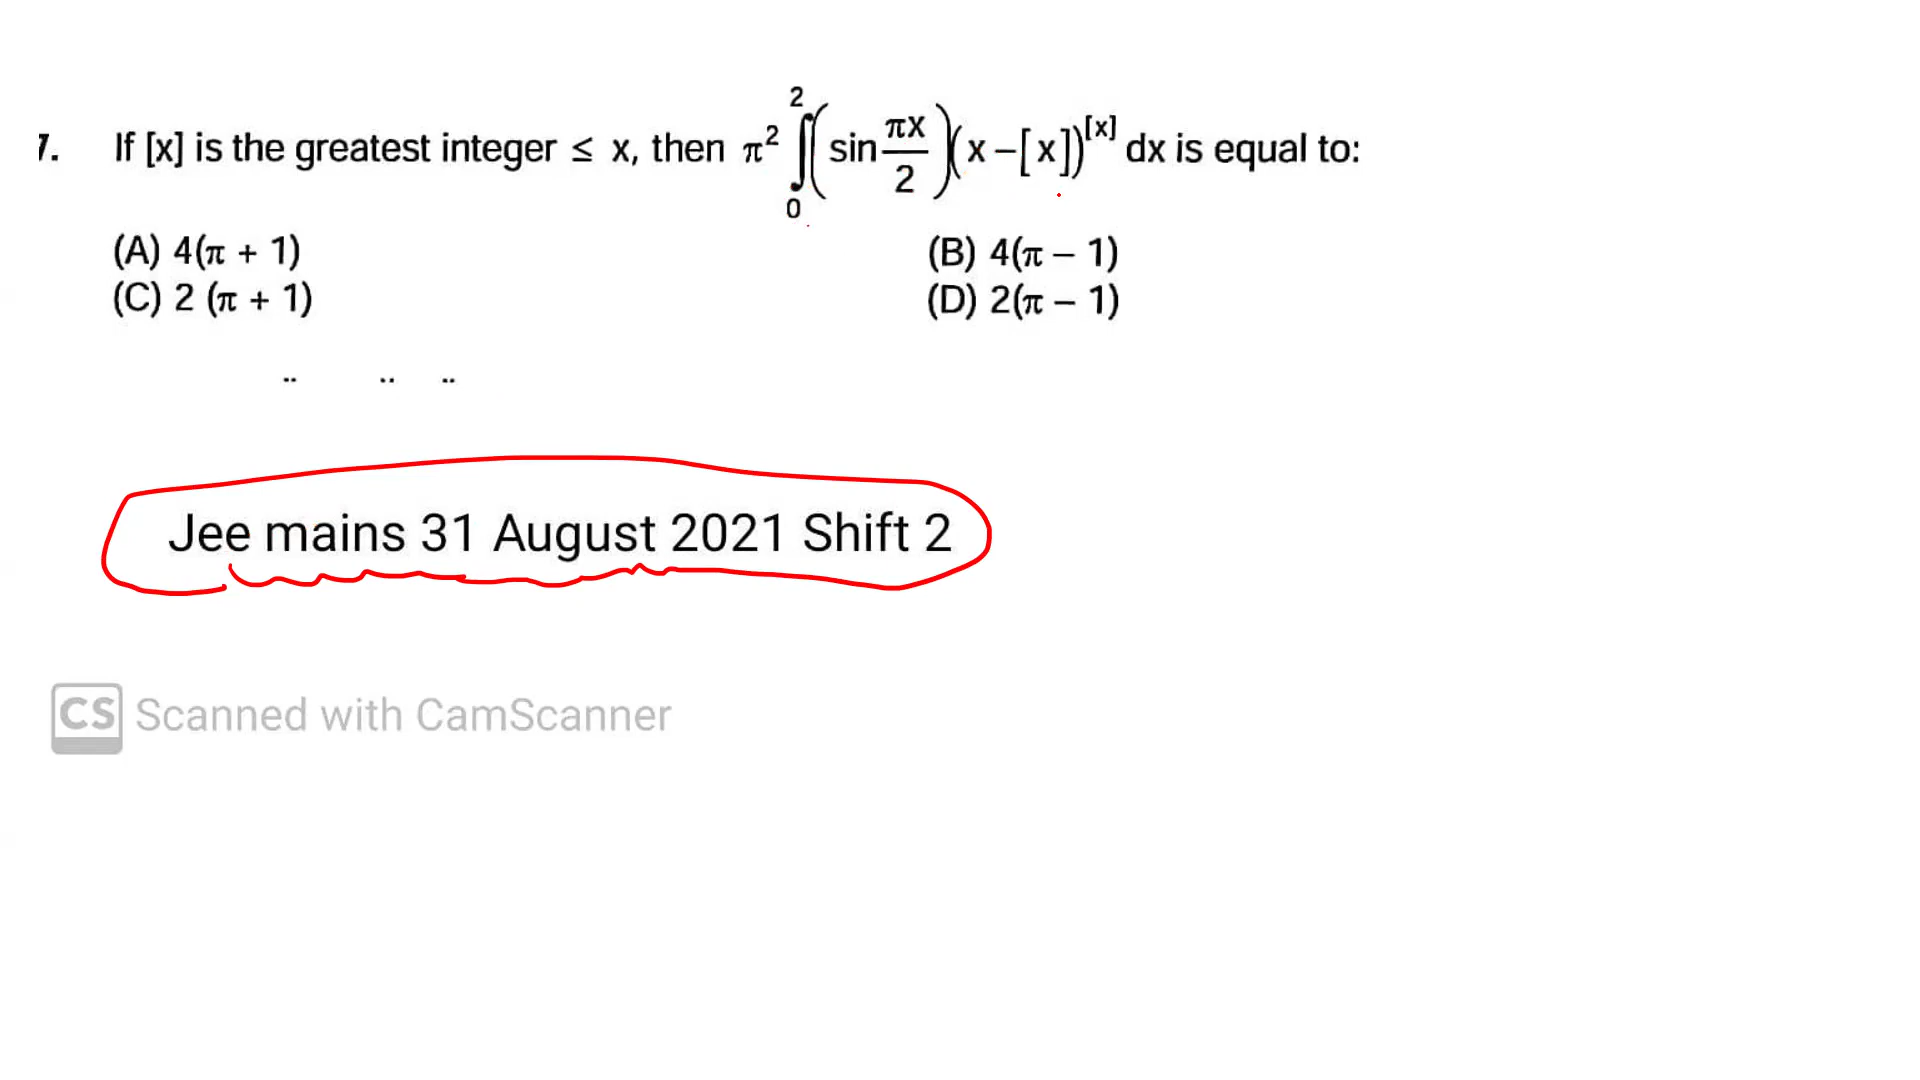 7. If [x] is the greatest integer ≤ x, then π² ∫₀² (sin πx/2)(x – [x])^[x] dx is equal to:
(A) 4(π + 1) (B) 4(π – 1)
(C) 2 (π + 1) (D) 2(π – 1)
Jee mains 31 August 2021 Shift 2
CS Scanned with CamScanner